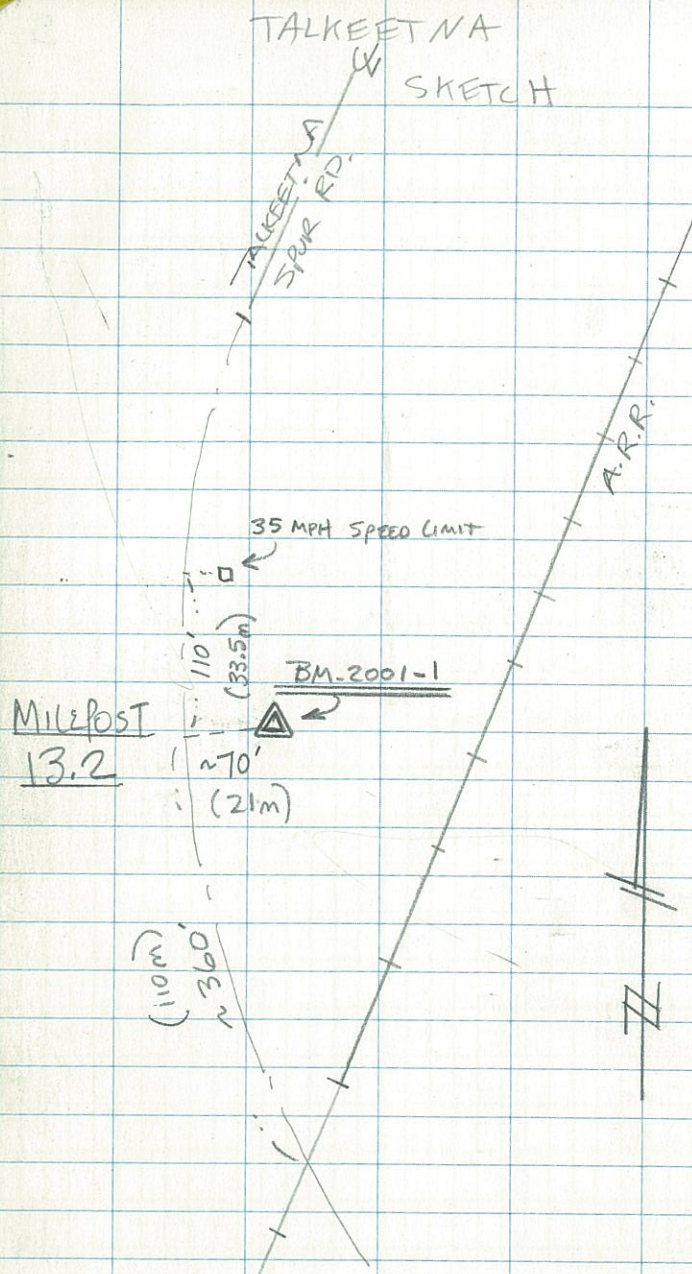 TALKEETNA
SKETCH
TALKEETNA
SPUR RD.
A.R.R.
35 MPH SPEED LIMIT
110'
(33.5m)
BM-2001-1
MILEPOST
13.2
~70'
(21m)
~360'
(110m)
N